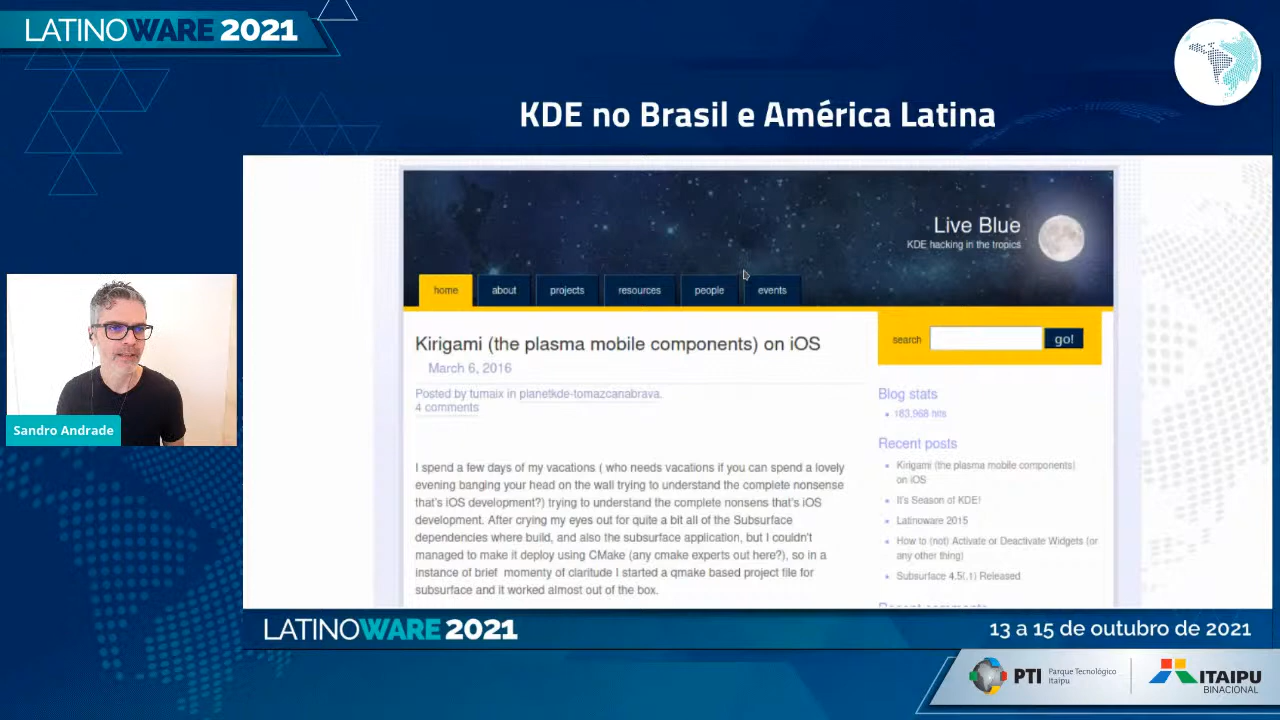 LATINOWARE 2021
KDE no Brasil e América Latina
Live Blue
KDE hacking in the tropics
home
about
projects
resources
people
events
Kirigami (the plasma mobile components) on iOS
March 6, 2016
Posted by tumaix in planetkde-tomazcanabrava.
4 comments
I spend a few days of my vacations ( who needs vacations if you can spend a lovely
evening banging your head on the wall trying to understand the complete nonsense
that's iOS development?) trying to understand the complete nonsens that's iOS
development. After crying my eyes out for quite a bit all of the Subsurface
dependencies where build, and also the subsurface application, but I couldn't
managed to make it deploy using CMake (any cmake experts out here?), so in a
instance of brief momenty of claritude I started a qmake based project file for
subsurface and it worked almost out of the box.
search
go!
Blog stats
183,968 hits
Recent posts
Kirigami (the plasma mobile components)
on iOS
It's Season of KDE!
Latinoware 2015
How to (not) Activate or Deactivate Widgets (or
any other thing)
Subsurface 4.5(.1) Released
Sandro Andrade
LATINOWARE 2021
13 a 15 de outubro de 2021
PTI
Parque Tecnológico
Itaipu
ITAIPU
BINACIONAL